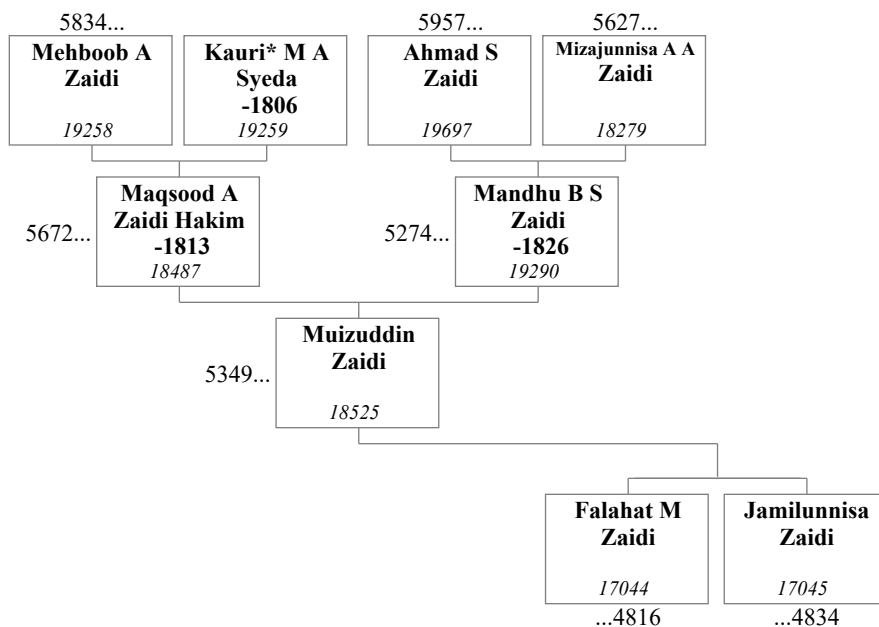 5834...
5957...
5627...
Mehboob A
Zaidi
19258
Kauri* M A
Syeda
-1806
19259
Ahmad S
Zaidi
19697
Mizajunnisa A A
Zaidi
18279
5672...
Maqsood A
Zaidi Hakim
-1813
18487
5274...
Mandhu B S
Zaidi
-1826
19290
5349...
Muizuddin
Zaidi
18525
Falahat M
Zaidi
17044
...4816
Jamilunnisa
Zaidi
17045
...4834